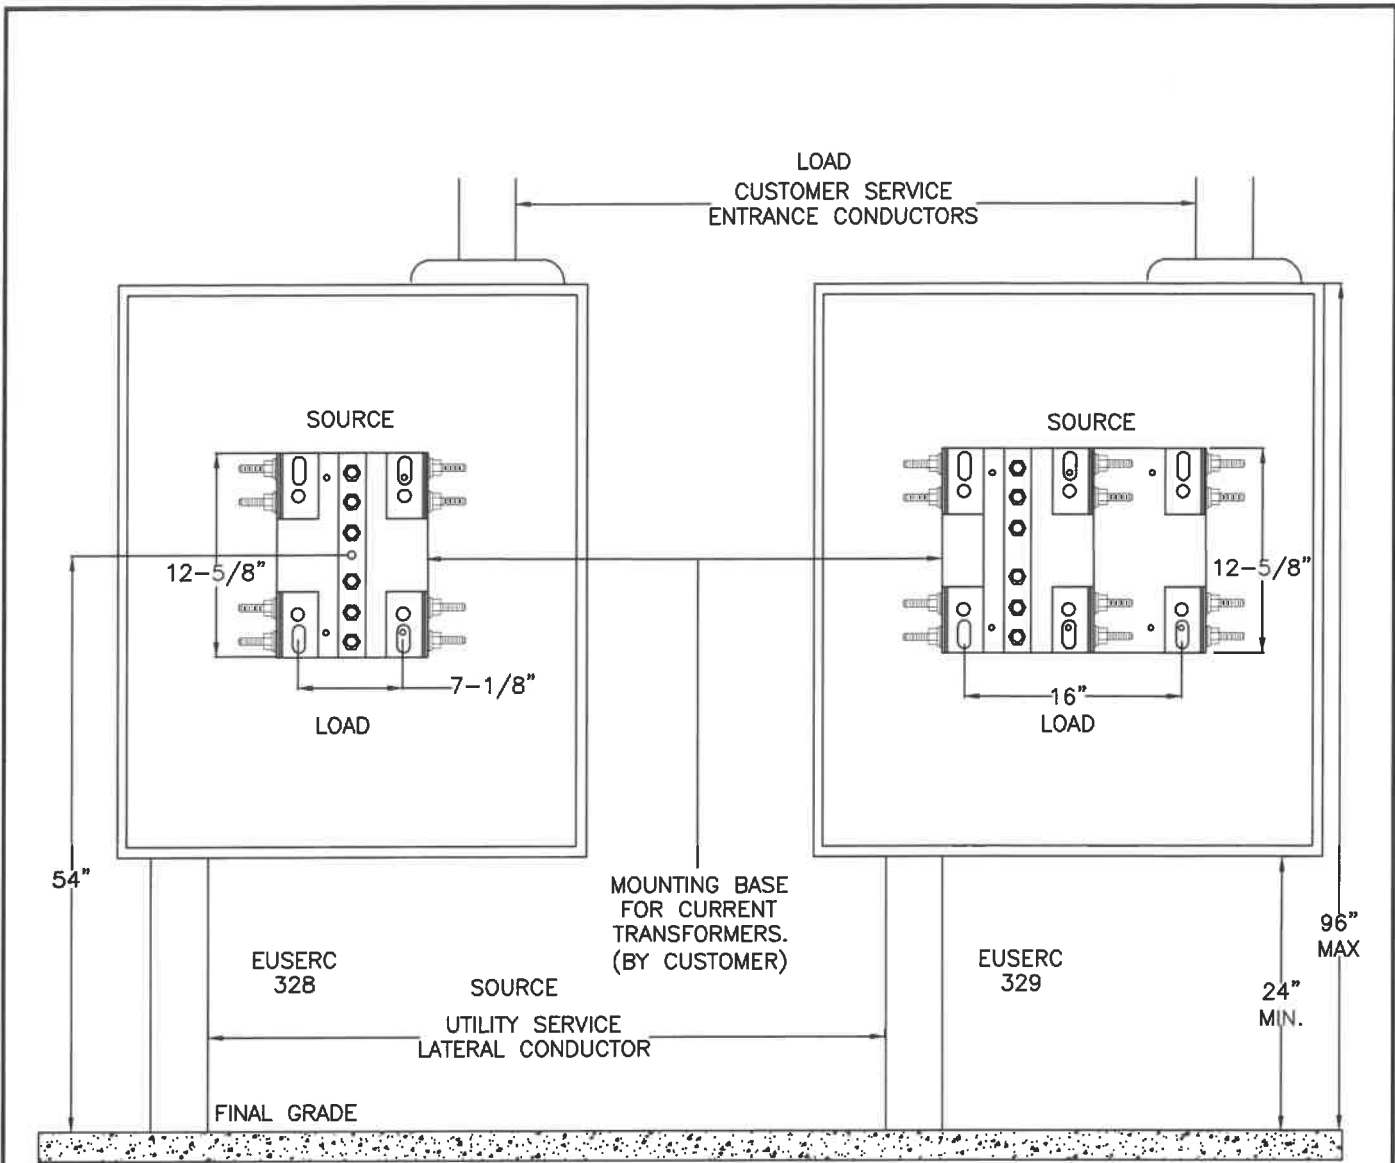 LOAD
CUSTOMER SERVICE
ENTRANCE CONDUCTORS
SOURCE
SOURCE
12-5/8"
12-5/8"
7-1/8"
16"
LOAD
LOAD
54"
MOUNTING BASE
FOR CURRENT
TRANSFORMERS.
(BY CUSTOMER)
96"
MAX
EUSERC
328
EUSERC
329
24"
MIN.
SOURCE
UTILITY SERVICE
LATERAL CONDUCTOR
FINAL GRADE